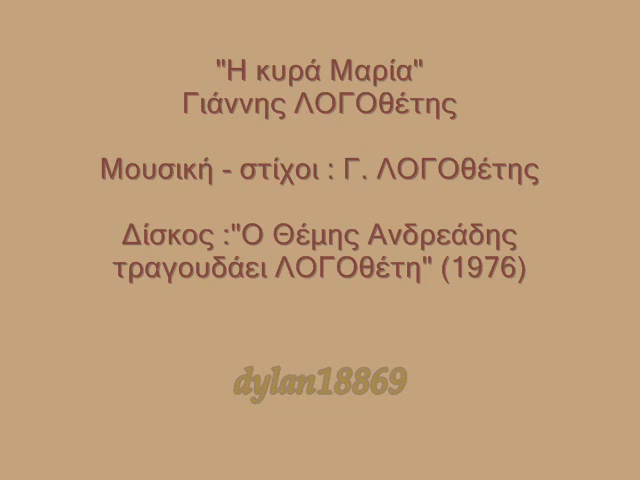 "Η κυρά Μαρία"
Γιάννης ΛΟΓΟθέτης
Μουσική - στίχοι : Γ. ΛΟΓΟθέτης
Δίσκος :"Ο Θέμης Ανδρεάδης
τραγουδάει ΛΟΓΟθέτη" (1976)
dylan18869